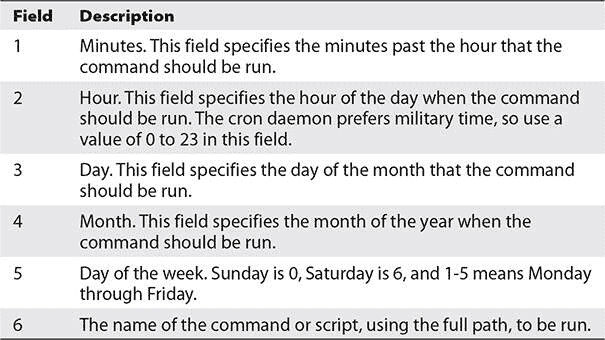 Field Description
1 Minutes. This field specifies the minutes past the hour that the
command should be run.
2 Hour. This field specifies the hour of the day when the command
should be run. The cron daemon prefers military time, so use a
value of 0 to 23 in this field.
3 Day. This field specifies the day of the month that the command
should be run.
4 Month. This field specifies the month of the year when the
command should be run.
5 Day of the week. Sunday is 0, Saturday is 6, and 1-5 means Monday
through Friday.
6 The name of the command or script, using the full path, to be run.